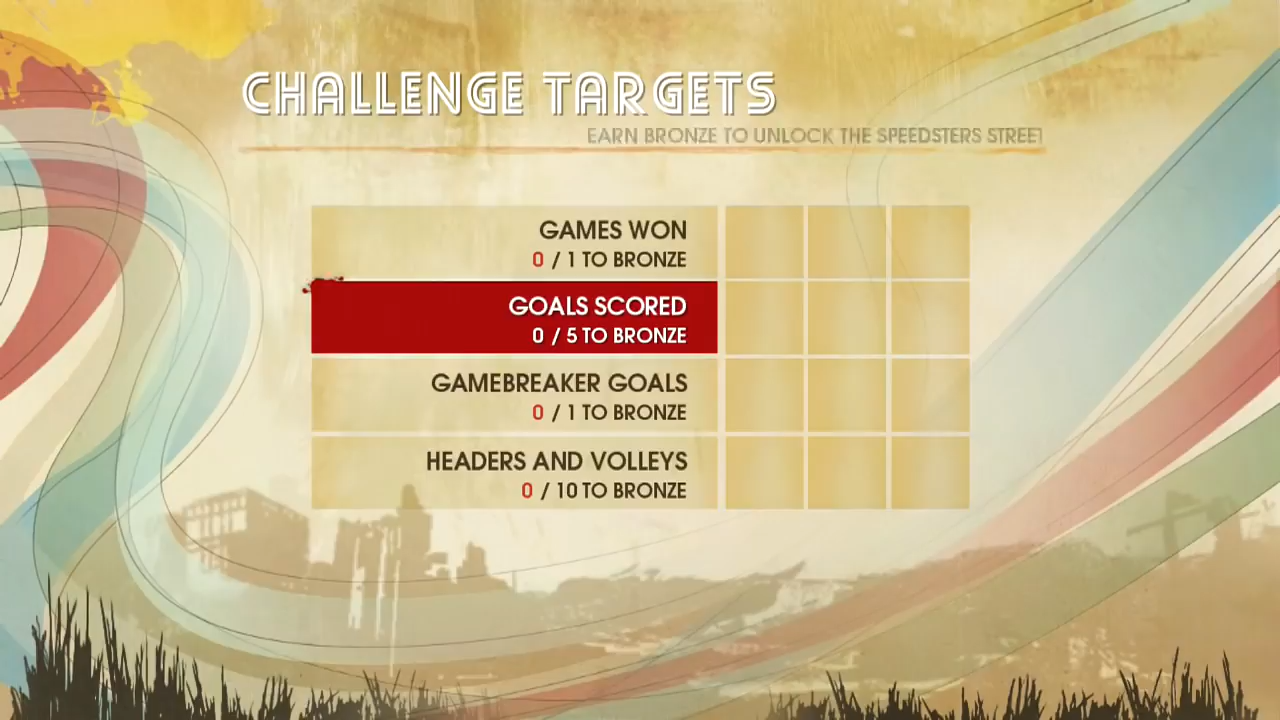 CHALLENGE TARGETS
EARN BRONZE TO UNLOCK THE SPEEDSTERS STREET
GAMES WON
0 / 1 TO BRONZE
GOALS SCORED
0 / 5 TO BRONZE
GAMEBREAKER GOALS
0 / 1 TO BRONZE
HEADERS AND VOLLEYS
0 / 10 TO BRONZE